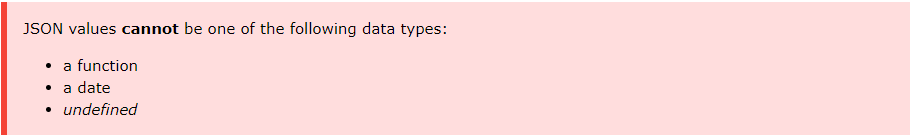 JSON values cannot be one of the following data types:
• a function
• a date
• undefined